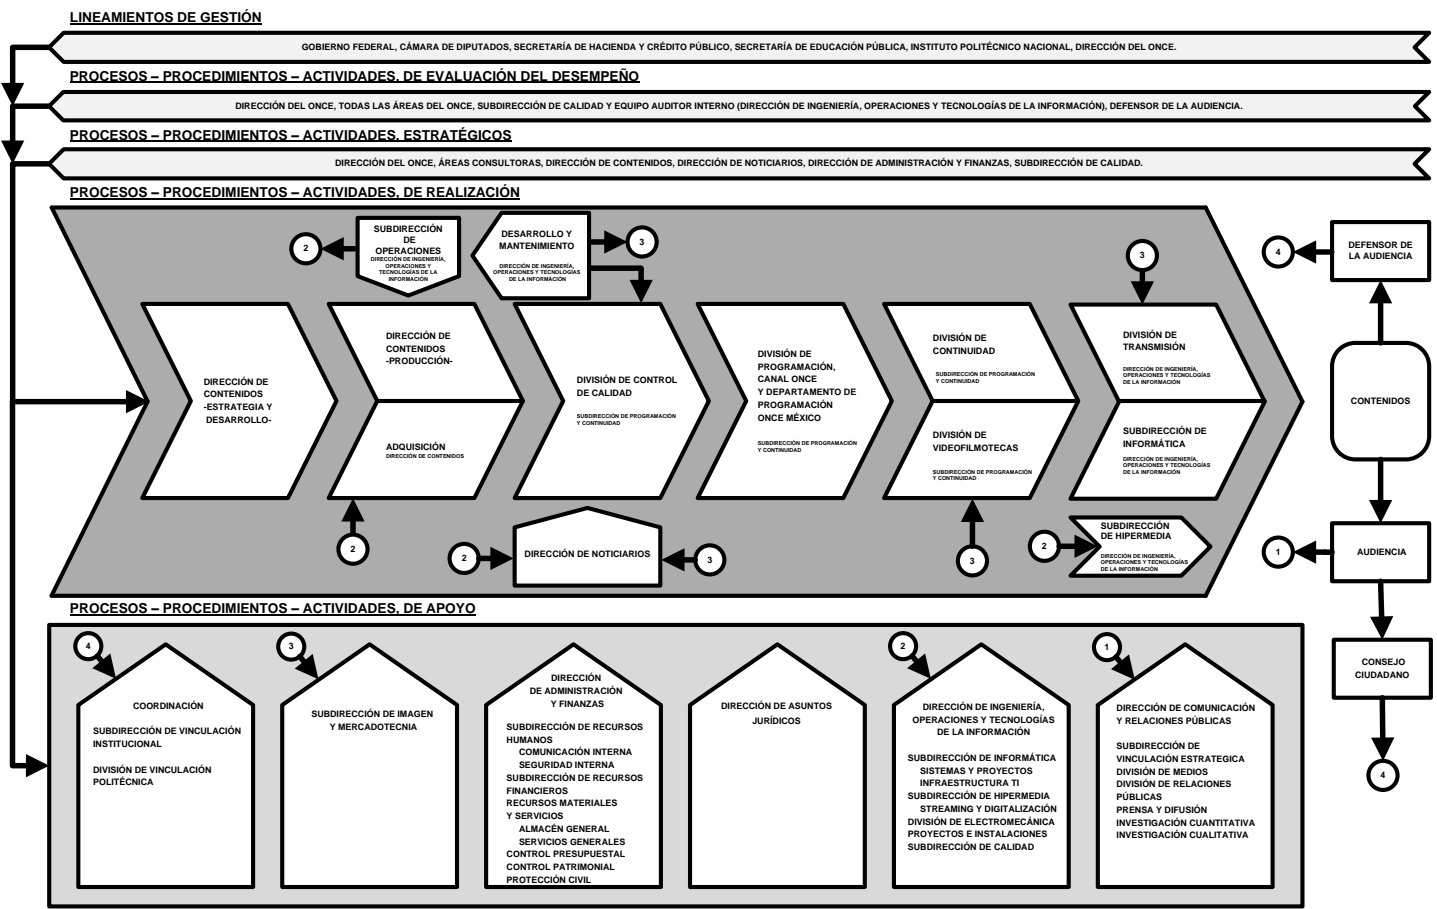 LINEAMIENTOS DE GESTIÓN
GOBIERNO FEDERAL, CÁMARA DE DIPUTADOS, SECRETARÍA DE HACIENDA Y CRÉDITO PÚBLICO, SECRETARÍA DE EDUCACIÓN PÚBLICA, INSTITUTO POLITÉCNICO NACIONAL, DIRECCIÓN DEL ONCE.
PROCESOS – PROCEDIMIENTOS – ACTIVIDADES, DE EVALUACIÓN DEL DESEMPEÑO
DIRECCIÓN DEL ONCE, TODAS LAS ÁREAS DEL ONCE, SUBDIRECCIÓN DE CALIDAD Y EQUIPO AUDITOR INTERNO (DIRECCIÓN DE INGENIERÍA, OPERACIONES Y TECNOLOGÍAS DE LA INFORMACIÓN), DEFENSOR DE LA AUDIENCIA.
PROCESOS – PROCEDIMIENTOS – ACTIVIDADES, ESTRATÉGICOS
DIRECCIÓN DEL ONCE, ÁREAS CONSULTORAS, DIRECCIÓN DE CONTENIDOS, DIRECCIÓN DE NOTICIARIOS, DIRECCIÓN DE ADMINISTRACIÓN Y FINANZAS, SUBDIRECCIÓN DE CALIDAD.
PROCESOS – PROCEDIMIENTOS – ACTIVIDADES, DE REALIZACIÓN
2
SUBDIRECCIÓN
DE
OPERACIONES
DIRECCIÓN DE INGENIERÍA,
OPERACIONES Y
TECNOLOGÍAS DE LA
INFORMACIÓN
DESARROLLO Y
MANTENIMIENTO
DIRECCIÓN DE INGENIERÍA,
OPERACIONES Y TECNOLOGÍAS
DE LA INFORMACIÓN
3
3
DIRECCIÓN DE
CONTENIDOS
-ESTRATEGIA Y
DESARROLLO-
DIRECCIÓN DE
CONTENIDOS
-PRODUCCIÓN-
ADQUISICIÓN
DIRECCIÓN DE CONTENIDOS
2
DIVISIÓN DE CONTROL
DE CALIDAD
SUBDIRECCIÓN DE PROGRAMACIÓN
Y CONTINUIDAD
2
DIRECCIÓN DE NOTICIARIOS
3
DIVISIÓN DE
PROGRAMACIÓN,
CANAL ONCE
Y DEPARTAMENTO DE
PROGRAMACIÓN
ONCE MÉXICO
SUBDIRECCIÓN DE PROGRAMACIÓN
Y CONTINUIDAD
DIVISIÓN DE
CONTINUIDAD
SUBDIRECCIÓN DE PROGRAMACIÓN
Y CONTINUIDAD
DIVISIÓN DE
VIDEOFILMOTECAS
SUBDIRECCIÓN DE PROGRAMACIÓN
Y CONTINUIDAD
3
DIVISIÓN DE
TRANSMISIÓN
DIRECCIÓN DE INGENIERÍA,
OPERACIONES Y TECNOLOGÍAS
DE LA INFORMACIÓN
SUBDIRECCIÓN DE
INFORMÁTICA
DIRECCIÓN DE INGENIERÍA,
OPERACIONES Y TECNOLOGÍAS
DE LA INFORMACIÓN
2
SUBDIRECCIÓN
DE HIPERMEDIA
DIRECCIÓN DE INGENIERÍA,
OPERACIONES Y TECNOLOGÍAS
DE LA INFORMACIÓN
4
DEFENSOR DE
LA AUDIENCIA
CONTENIDOS
1
AUDIENCIA
CONSEJO
CIUDADANO
4
PROCESOS – PROCEDIMIENTOS – ACTIVIDADES, DE APOYO
4
COORDINACIÓN
SUBDIRECCIÓN DE VINCULACIÓN
INSTITUCIONAL
DIVISIÓN DE VINCULACIÓN
POLITÉCNICA
3
SUBDIRECCIÓN DE IMAGEN
Y MERCADOTECNIA
DIRECCIÓN
DE ADMINISTRACIÓN
Y FINANZAS
SUBDIRECCIÓN DE RECURSOS
HUMANOS
COMUNICACIÓN INTERNA
SEGURIDAD INTERNA
SUBDIRECCIÓN DE RECURSOS
FINANCIEROS
RECURSOS MATERIALES
Y SERVICIOS
ALMACÉN GENERAL
SERVICIOS GENERALES
CONTROL PRESUPUESTAL
CONTROL PATRIMONIAL
PROTECCIÓN CIVIL
DIRECCIÓN DE ASUNTOS
JURÍDICOS
2
DIRECCIÓN DE INGENIERÍA,
OPERACIONES Y TECNOLOGÍAS
DE LA INFORMACIÓN
SUBDIRECCIÓN DE INFORMÁTICA
SISTEMAS Y PROYECTOS
INFRAESTRUCTURA TI
SUBDIRECCIÓN DE HIPERMEDIA
STREAMING Y DIGITALIZACIÓN
DIVISIÓN DE ELECTROMECÁNICA
PROYECTOS E INSTALACIONES
SUBDIRECCIÓN DE CALIDAD
1
DIRECCIÓN DE COMUNICACIÓN
Y RELACIONES PÚBLICAS
SUBDIRECCIÓN DE
VINCULACIÓN ESTRATEGICA
DIVISIÓN DE MEDIOS
DIVISIÓN DE RELACIONES
PÚBLICAS
PRENSA Y DIFUSIÓN
INVESTIGACIÓN CUANTITATIVA
INVESTIGACIÓN CUALITATIVA